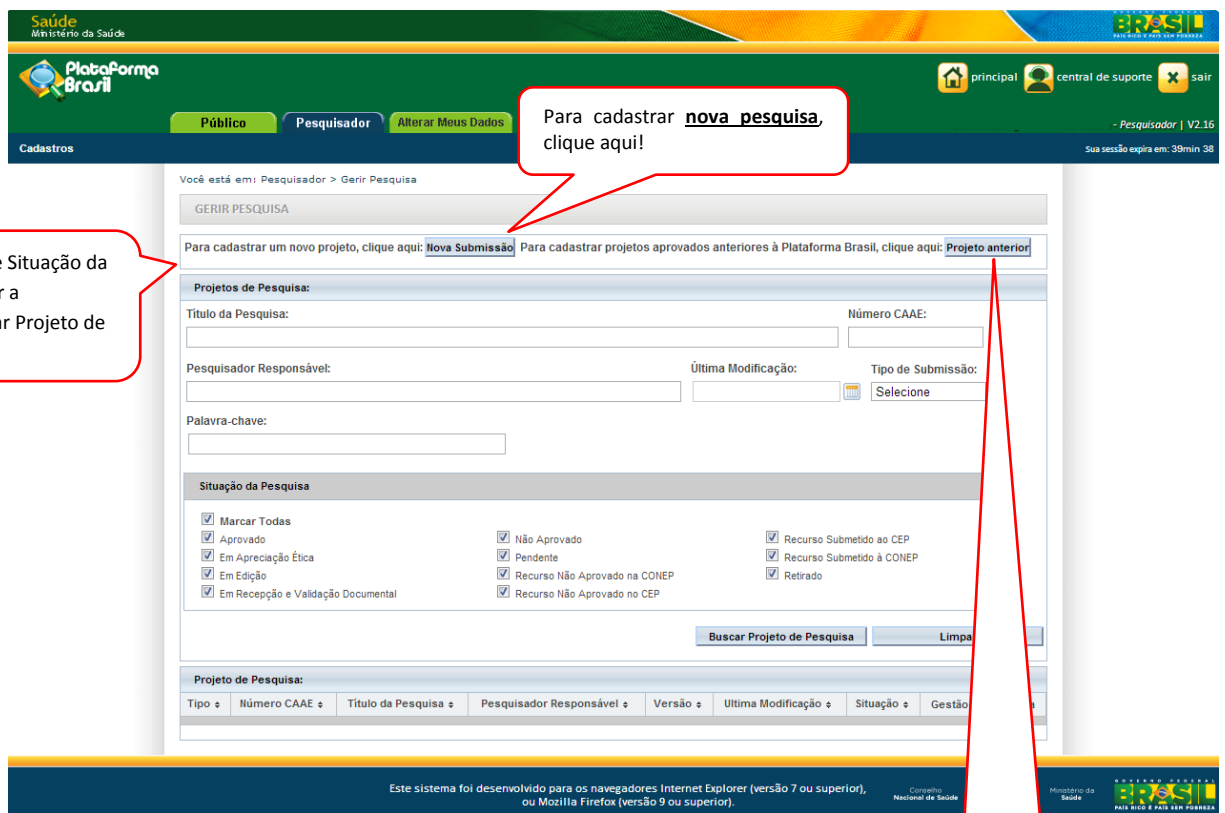 Saúde
Ministério da Saúde
BRASIL
PAÍS RICO É PAÍS SEM POBREZA
Plataforma
Brasil
principal
central de suporte
sair
Público
Pesquisador
Alterar Meus Dados
Para cadastrar nova pesquisa,
clique aqui!
- Pesquisador | V2.16
Cadastros
Sua sessão expira em: 39min 38
Você está em: Pesquisador > Gerir Pesquisa
GERIR PESQUISA
Para cadastrar um novo projeto, clique aqui: Nova Submissão Para cadastrar projetos aprovados anteriores à Plataforma Brasil, clique aqui: Projeto anterior
e Situação da
r a
r Projeto de
Projetos de Pesquisa:
Título da Pesquisa:
Número CAAE:
Pesquisador Responsável:
Última Modificação:
Tipo de Submissão:
Selecione
Palavra-chave:
Situação da Pesquisa
Marcar Todas
Aprovado
Em Apreciação Ética
Em Edição
Em Recepção e Validação Documental
Não Aprovado
Pendente
Recurso Não Aprovado na CONEP
Recurso Não Aprovado no CEP
Recurso Submetido ao CEP
Recurso Submetido à CONEP
Retirado
Buscar Projeto de Pesquisa
Limpa
Projeto de Pesquisa:
Tipo Número CAAE Título da Pesquisa Pesquisador Responsável Versão Ultima Modificação Situação Gestão a
Este sistema foi desenvolvido para os navegadores Internet Explorer (versão 7 ou superior),
ou Mozilla Firefox (versão 9 ou superior).
Conselho
Nacional de Saúde
Ministério da
Saúde
GOVERNO FEDERAL
BRASIL
PAÍS RICO É PAÍS SEM POBREZA